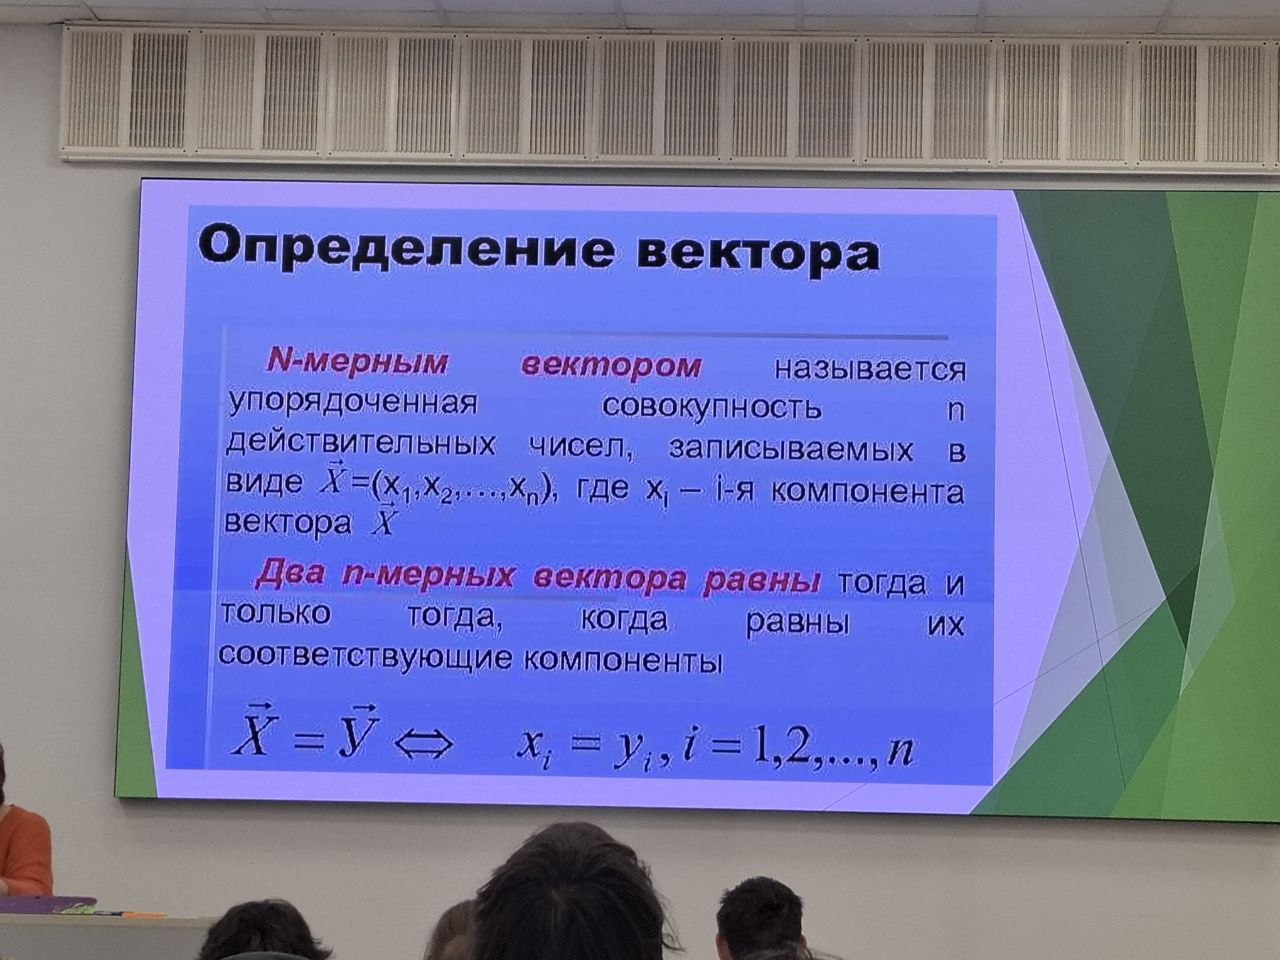 Определение вектора
N-мерным вектором называется
упорядоченная совокупность n
действительных чисел, записываемых в
виде X⃗=(x₁,x₂,…,xₙ), где xᵢ – i-я компонента
вектора X⃗
Два n-мерных вектора равны тогда и
только тогда, когда равны их
соответствующие компоненты
X⃗ = У⃗ ⇔ xᵢ = yᵢ, i = 1,2,...,n